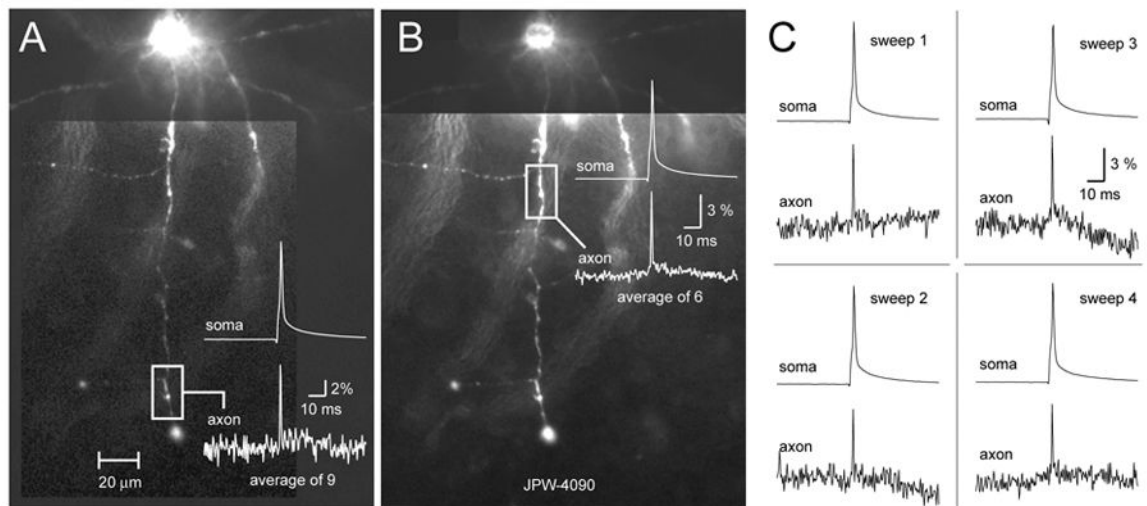 A
soma
2%
10 ms
axon
20 μm
average of 9
B
soma
3 %
10 ms
axon
average of 6
JPW-4090
C
sweep 1
soma
axon
sweep 3
soma
3 %
10 ms
axon
sweep 2
soma
axon
sweep 4
soma
axon